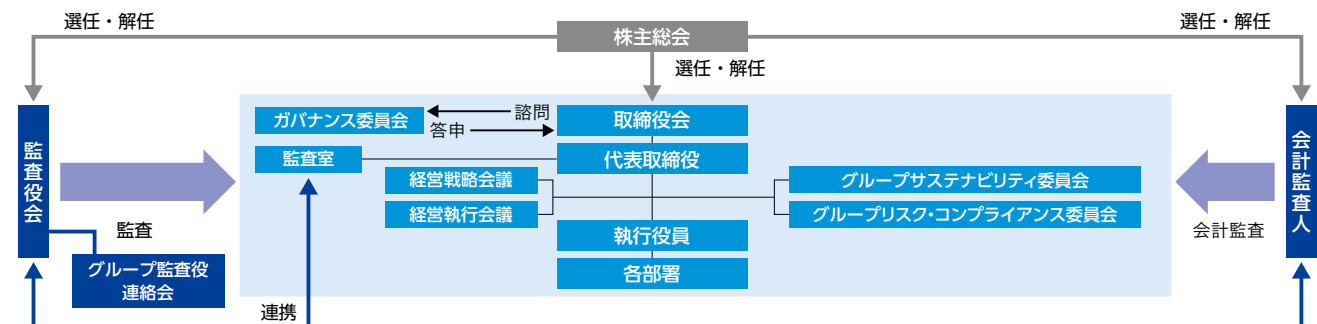 選任・解任
株主総会
選任・解任
選任・解任
ガバナンス委員会
諮問
答申
取締役会
監査室
代表取締役
経営戦略会議
グループサステナビリティ委員会
経営執行会議
グループリスク・コンプライアンス委員会
執行役員
各部署
監査役会
監査
グループ監査役
連絡会
連携
会計監査人
会計監査